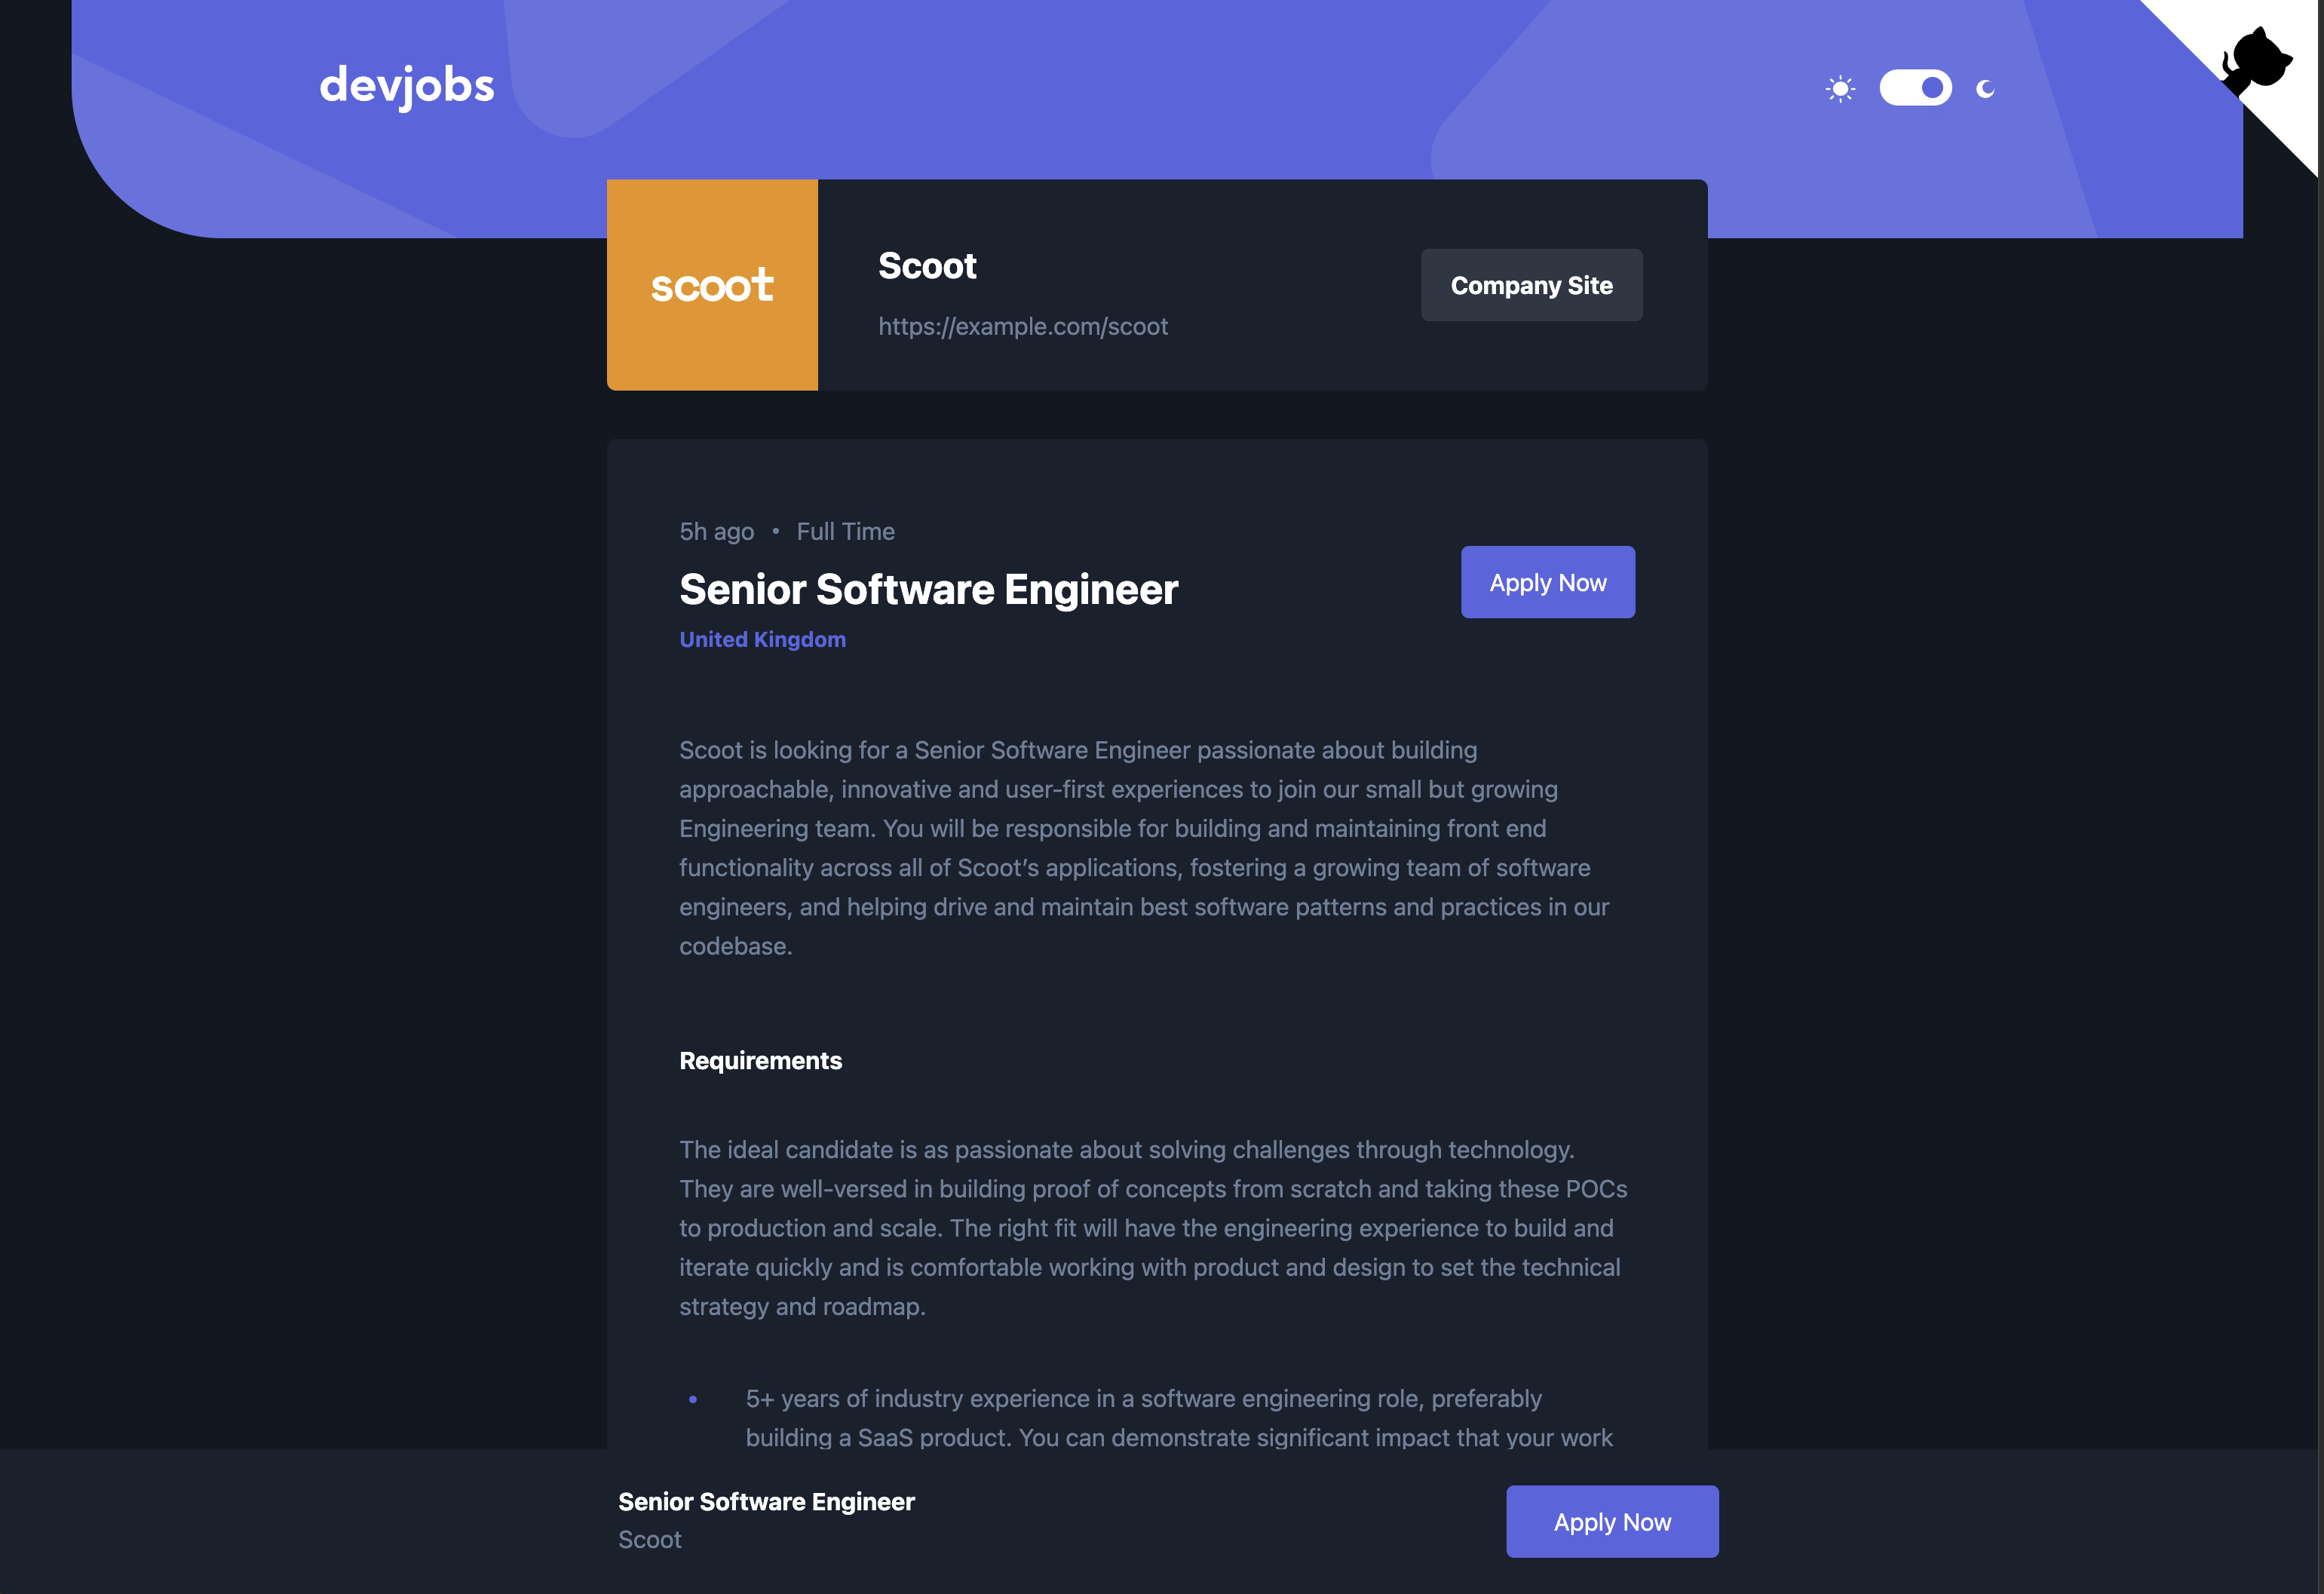 devjobs
scoot
Scoot
https://example.com/scoot
Company Site
5h ago • Full Time
Senior Software Engineer
United Kingdom
Apply Now
Scoot is looking for a Senior Software Engineer passionate about building
approachable, innovative and user-first experiences to join our small but growing
Engineering team. You will be responsible for building and maintaining front end
functionality across all of Scoot’s applications, fostering a growing team of software
engineers, and helping drive and maintain best software patterns and practices in our
codebase.
Requirements
The ideal candidate is as passionate about solving challenges through technology.
They are well-versed in building proof of concepts from scratch and taking these POCs
to production and scale. The right fit will have the engineering experience to build and
iterate quickly and is comfortable working with product and design to set the technical
strategy and roadmap.
• 5+ years of industry experience in a software engineering role, preferably
building a SaaS product. You can demonstrate significant impact that your work
Senior Software Engineer
Scoot
Apply Now